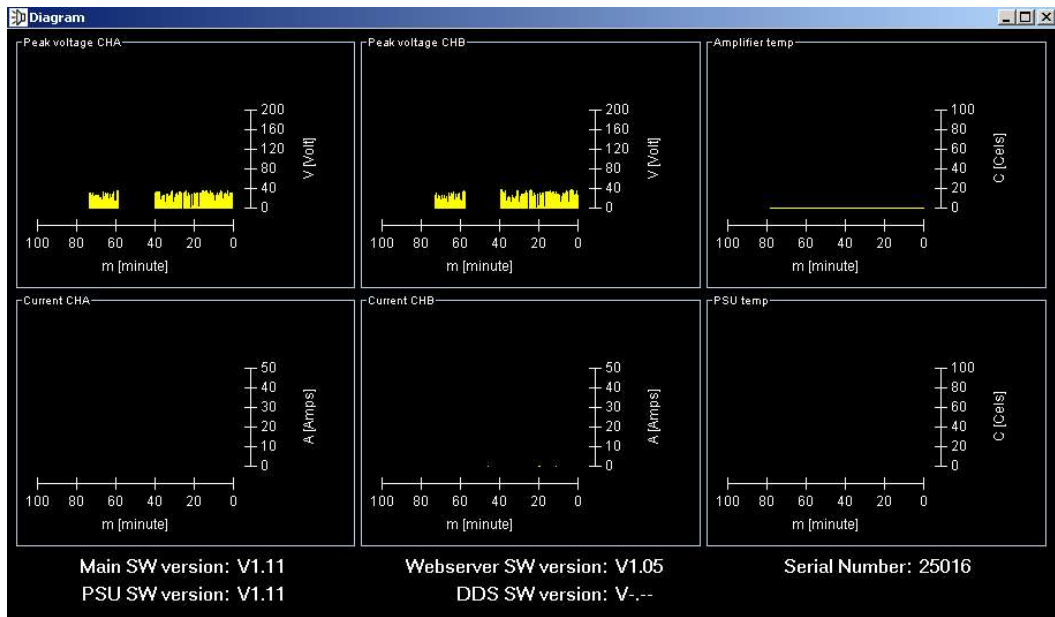 Diagram
Peak voltage CHA
200
160
120
80
40
0
V [Volt]
100 80 60 40 20 0
m [minute]
Peak voltage CHB
200
160
120
80
40
0
V [Volt]
100 80 60 40 20 0
m [minute]
Amplifier temp
100
80
60
40
20
0
C [Cels]
100 80 60 40 20 0
m [minute]
Current CHA
50
40
30
20
10
0
A [Amps]
100 80 60 40 20 0
m [minute]
Current CHB
50
40
30
20
10
0
A [Amps]
100 80 60 40 20 0
m [minute]
PSU temp
100
80
60
40
20
0
C [Cels]
100 80 60 40 20 0
m [minute]
Main SW version: V1.11
Webserver SW version: V1.05
Serial Number: 25016
PSU SW version: V1.11
DDS SW version: V-.--